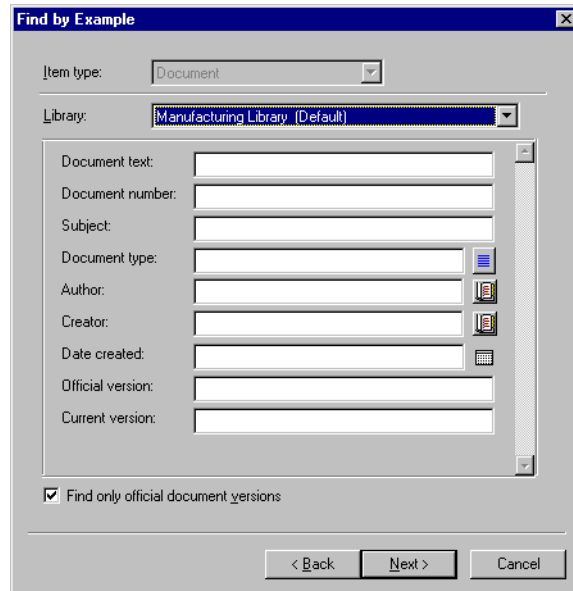 Find by Example
Item type: Document
Library: Manufacturing Library (Default)
Document text:
Document number:
Subject:
Document type:
Author:
Creator:
Date created:
Official version:
Current version:
Find only official document versions
< Back Next > Cancel